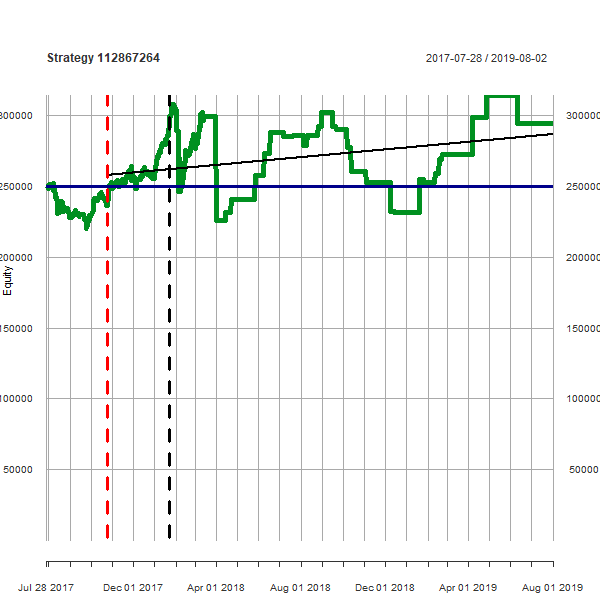 Strategy 112867264
2017-07-28 / 2019-08-02
300000
300000
250000
250000
200000
200000
150000
150000
100000
100000
50000
50000
Equity
Jul 28 2017
Dec 01 2017
Apr 01 2018
Aug 01 2018
Dec 01 2018
Apr 01 2019
Aug 01 2019